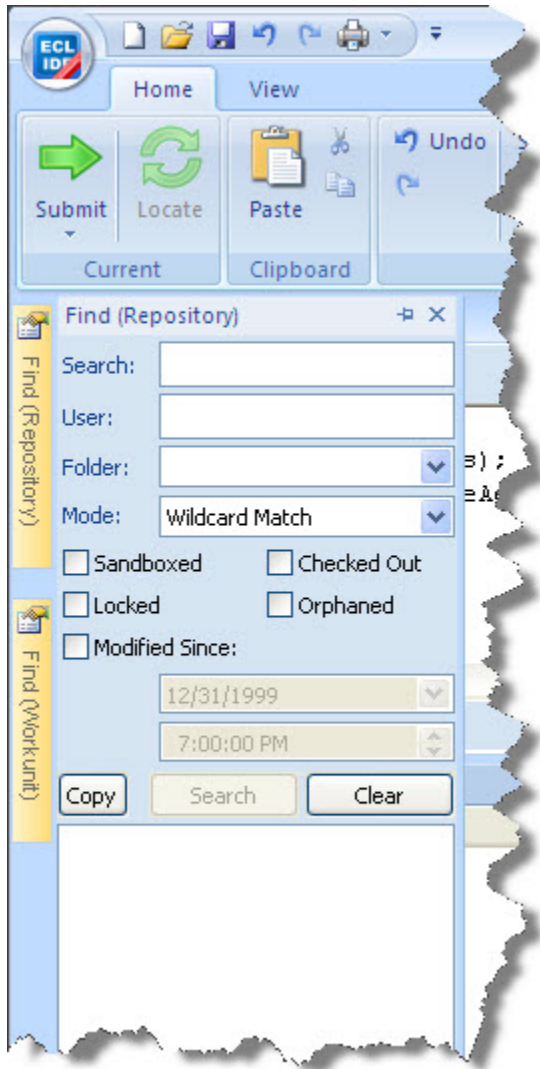 ECL
IDE
Home View
Undo
Submit Locate Paste
Current Clipboard
Find (Repository)
Find (Repository)
Search:
User:
Folder:
s);
Mode: Wildcard Match
Sandboxed Checked Out
Locked Orphaned
Find (Workunit)
Modified Since:
12/31/1999
7:00:00 PM
Copy Search Clear